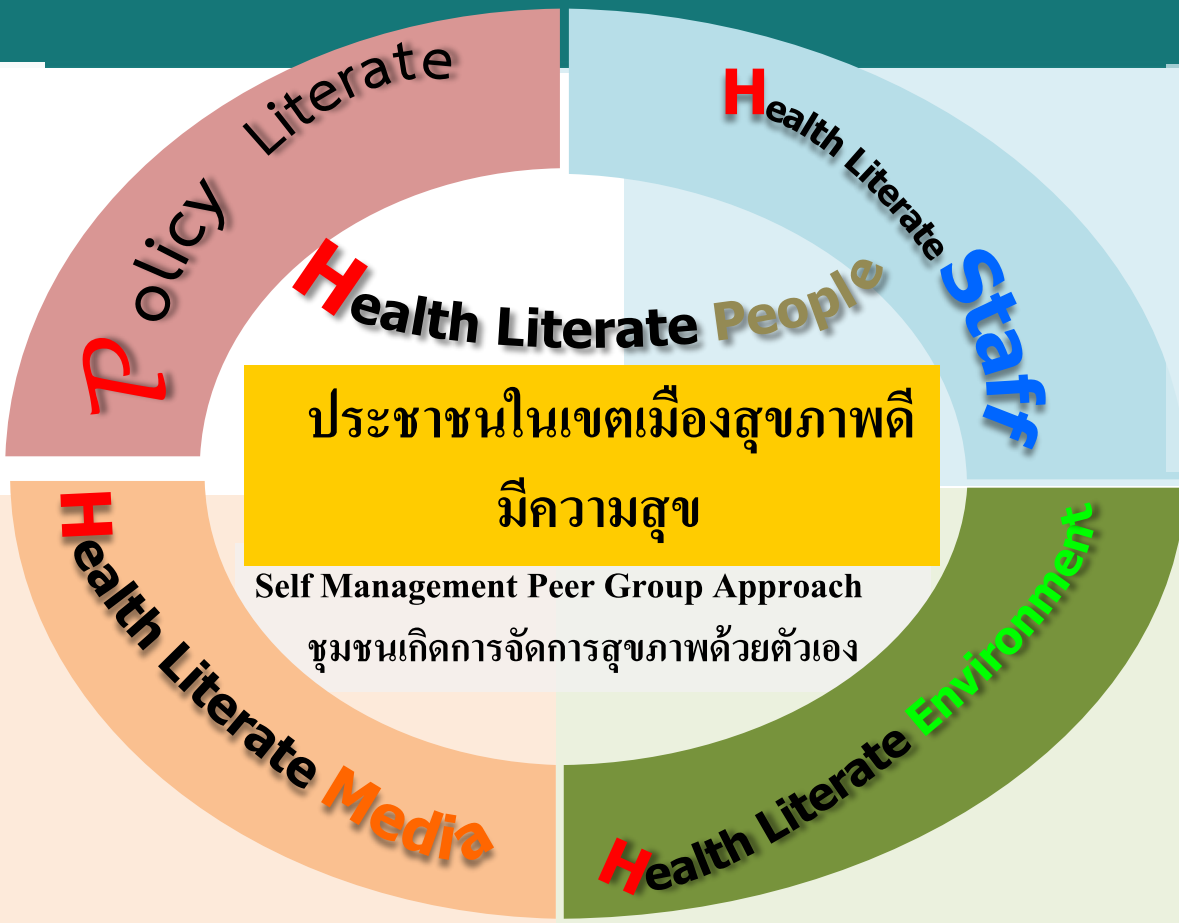 Policy Literate
Health Literate Staff
Health Literate People
ประชาชนในเขตเมืองสุขภาพดี
มีความสุข
Self Management Peer Group Approach
ชุมชนเกิดการจัดการสุขภาพด้วยตัวเอง
Health Literate Media
Health Literate Environment